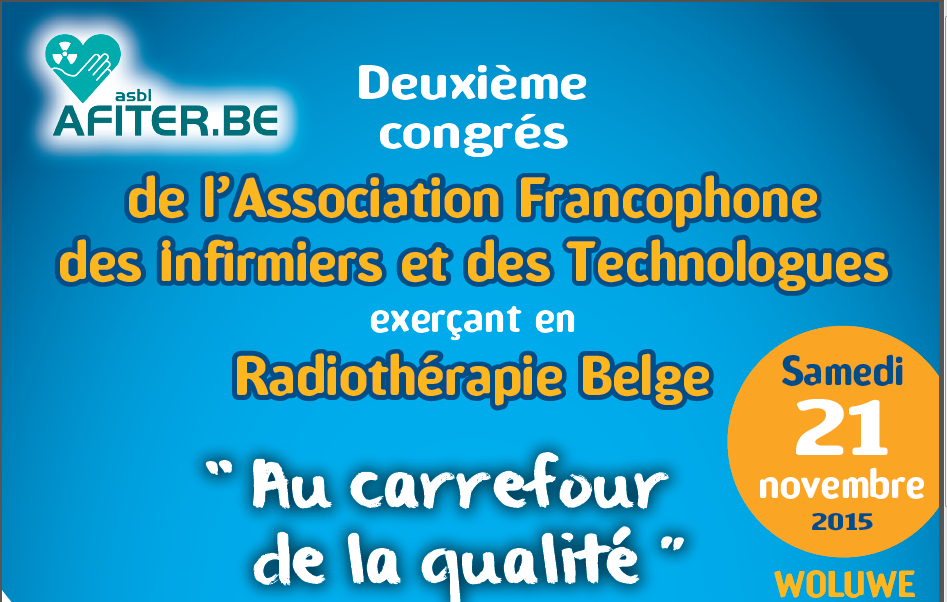 asbl
AFITER.BE
Deuxième
congrés
de l'Association Francophone
des infirmiers et des Technologues
exerçant en
Radiothérapie Belge
Samedi
21
novembre
2015
WOLUWE
" Au carrefour
de la qualité "